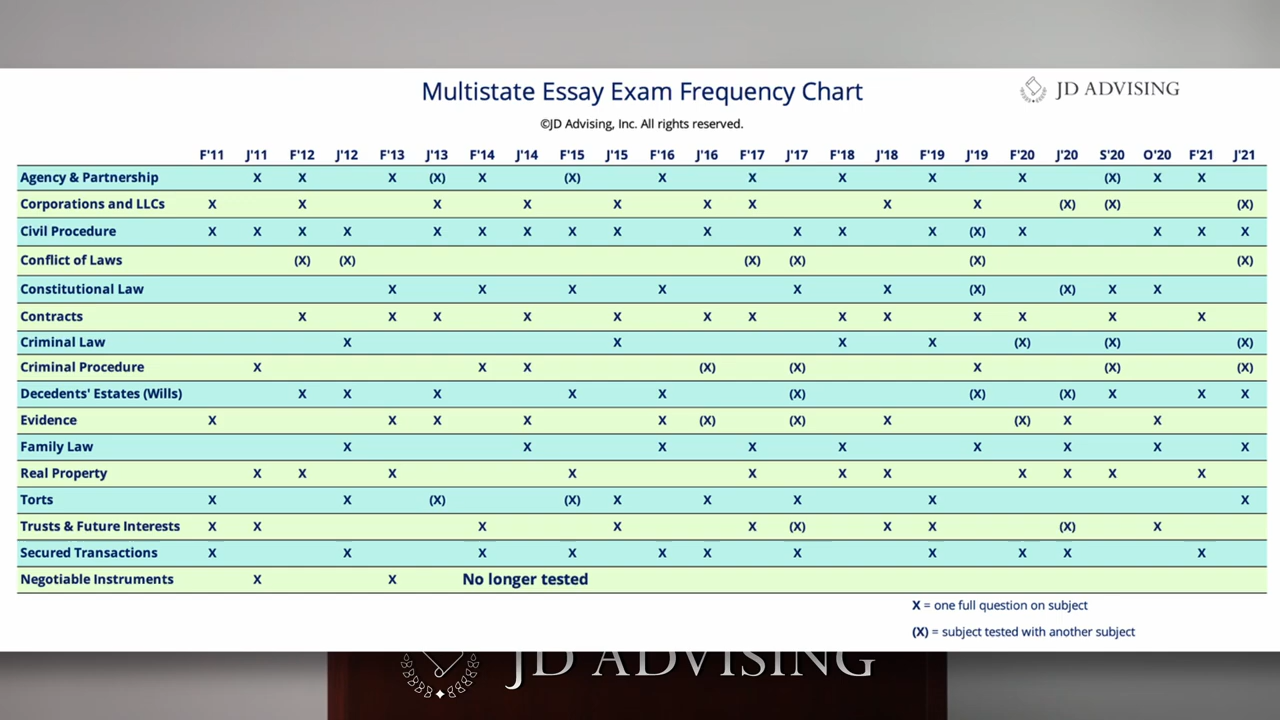 Multistate Essay Exam Frequency Chart
JD ADVISING
©JD Advising, Inc. All rights reserved.
F'11 J'11 F'12 J'12 F'13 J'13 F'14 J'14 F'15 J'15 F'16 J'16 F'17 J'17 F'18 J'18 F'19 J'19 F'20 J'20 S'20 O'20 F'21 J'21
Agency & Partnership X X X (X) X (X) X X X X X (X) X X
Corporations and LLCs X X X X X X X X X (X) (X) (X)
Civil Procedure X X X X X X X X X X X X X (X) X X X X
Conflict of Laws (X) (X) (X) (X) (X) (X)
Constitutional Law X X X X X X (X) (X) X X
Contracts X X X X X X X X X X X X X
Criminal Law X X X X (X) (X) (X)
Criminal Procedure X X X (X) (X) X (X) (X)
Decedents' Estates (Wills) X X X X X (X) (X) (X) X X X
Evidence X X X X X (X) (X) X (X) X X
Family Law X X X X X X X X X
Real Property X X X X X X X X X X X
Torts X X (X) (X) X X X X X
Trusts & Future Interests X X X X X (X) X X (X) X
Secured Transactions X X X X X X X X X X X
Negotiable Instruments X X No longer tested
X = one full question on subject
(X) = subject tested with another subject
JD ADVISING